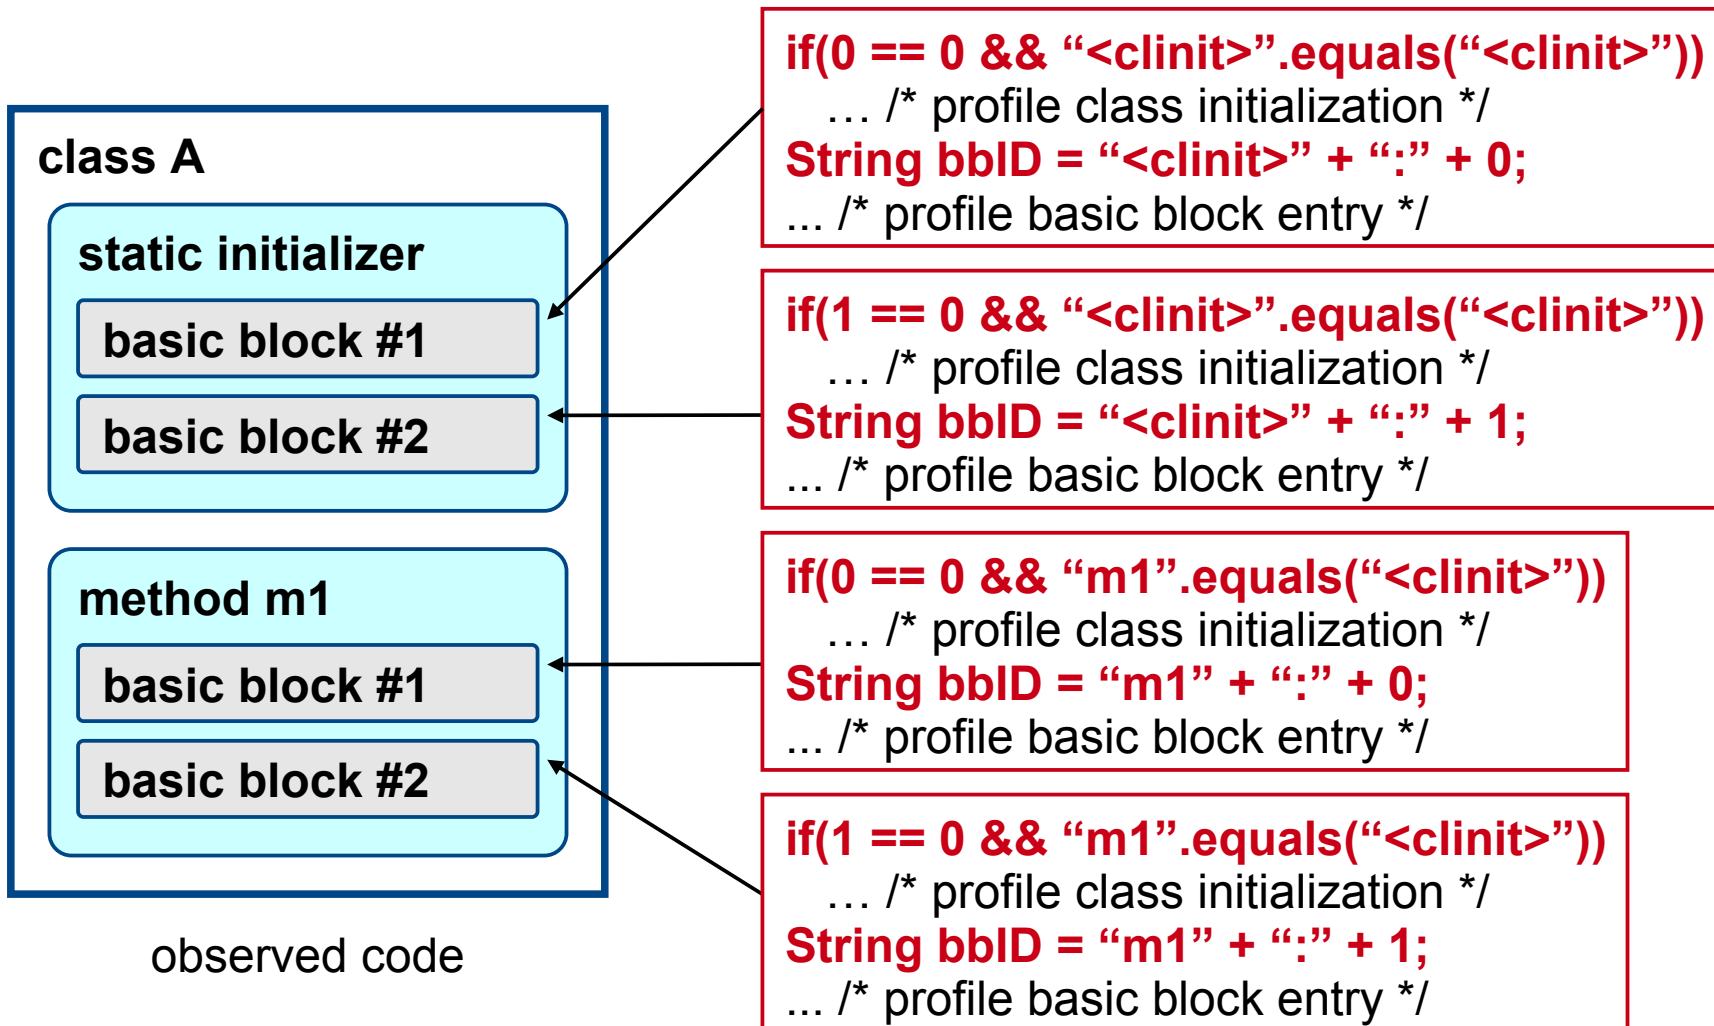 class A
static initializer
basic block #1
basic block #2
method m1
basic block #1
basic block #2
observed code
if(0 == 0 && “<clinit>”.equals(“<clinit>”))
… /* profile class initialization */
String bbID = “<clinit>” + “:” + 0;
... /* profile basic block entry */
if(1 == 0 && “<clinit>”.equals(“<clinit>”))
… /* profile class initialization */
String bbID = “<clinit>” + “:” + 1;
... /* profile basic block entry */
if(0 == 0 && “m1”.equals(“<clinit>”))
… /* profile class initialization */
String bbID = “m1” + “:” + 0;
... /* profile basic block entry */
if(1 == 0 && “m1”.equals(“<clinit>”))
… /* profile class initialization */
String bbID = “m1” + “:” + 1;
... /* profile basic block entry */